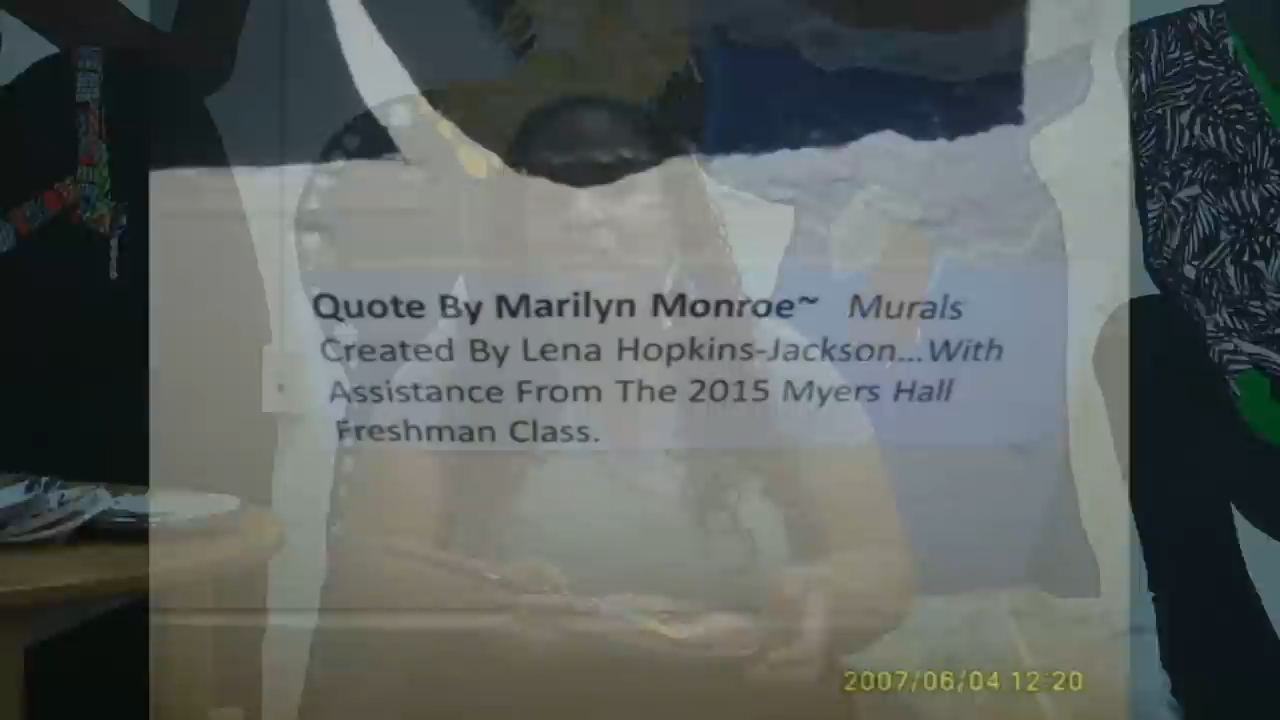 Quote By Marilyn Monroe~ Murals
Created By Lena Hopkins-Jackson...With
Assistance From The 2015 Myers Hall
Freshman Class.
2007/06/04 12:20